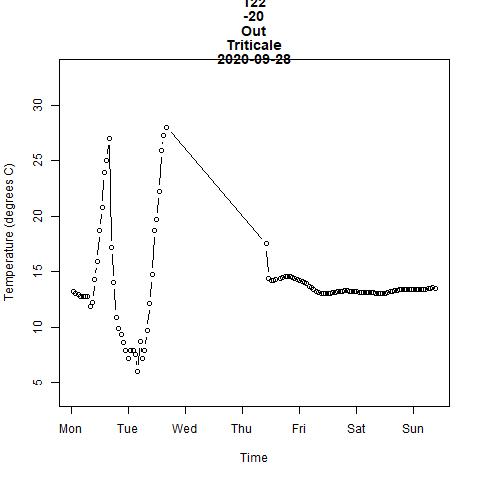 122
-20
Out
Triticale
2020-09-28
Temperature (degrees C)
30
25
20
15
10
5
Mon Tue Wed Thu Fri Sat Sun
Time